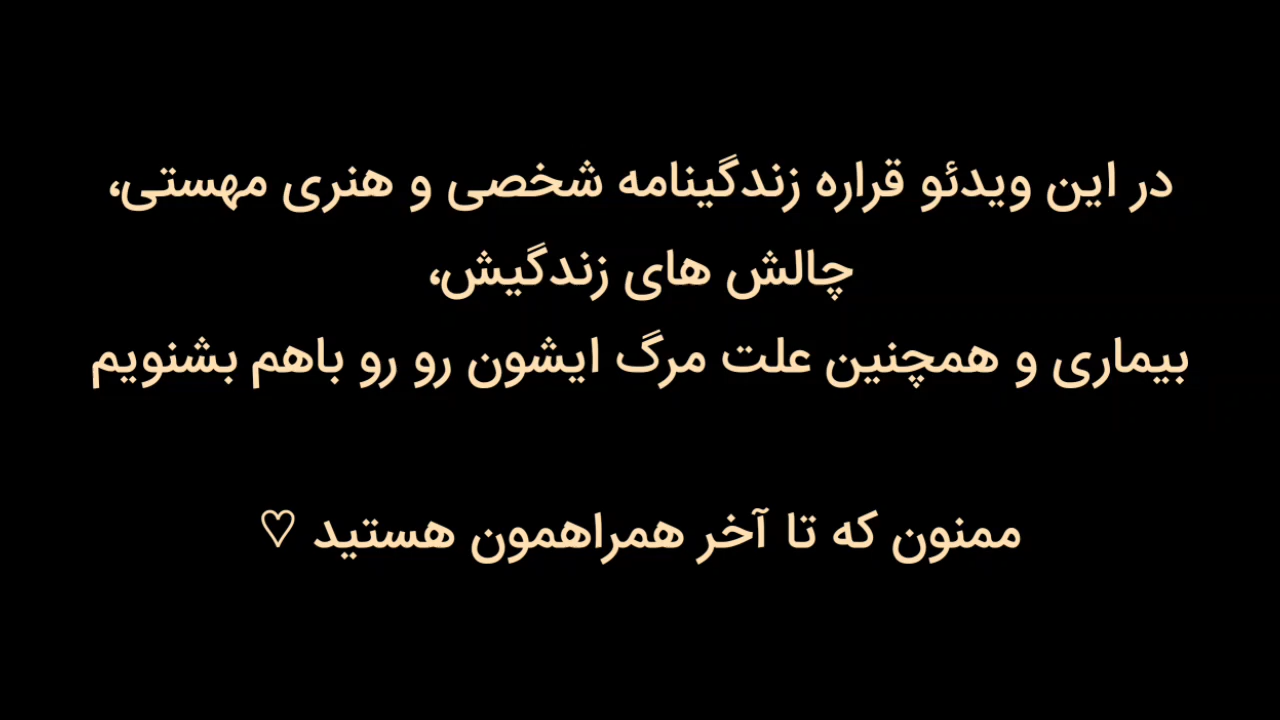 در این ویدئو قراره زندگینامه شخصی و هنری مهستی،
چالش های زندگیش،
بیماری و همچنین علت مرگ ایشون رو رو باهم بشنویم
ممنون که تا آخر همراهمون هستید ♡